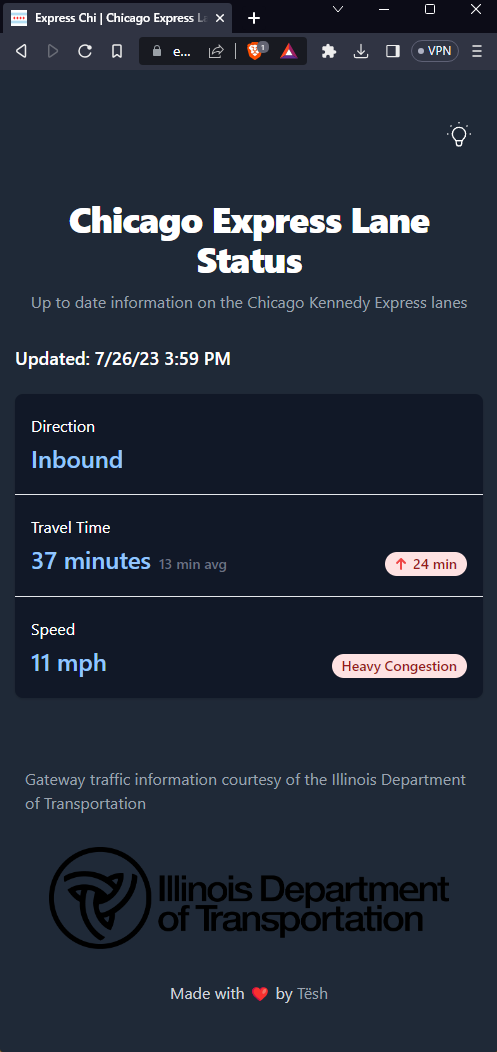 Express Chi | Chicago Express La
e...
1
VPN
Chicago Express Lane
Status
Up to date information on the Chicago Kennedy Express lanes
Updated: 7/26/23 3:59 PM
Direction
Inbound
Travel Time
37 minutes 13 min avg
24 min
Speed
11 mph
Heavy Congestion
Gateway traffic information courtesy of the Illinois Department
of Transportation
Illinois Department
of Transportation
Made with ❤️ by Tësh